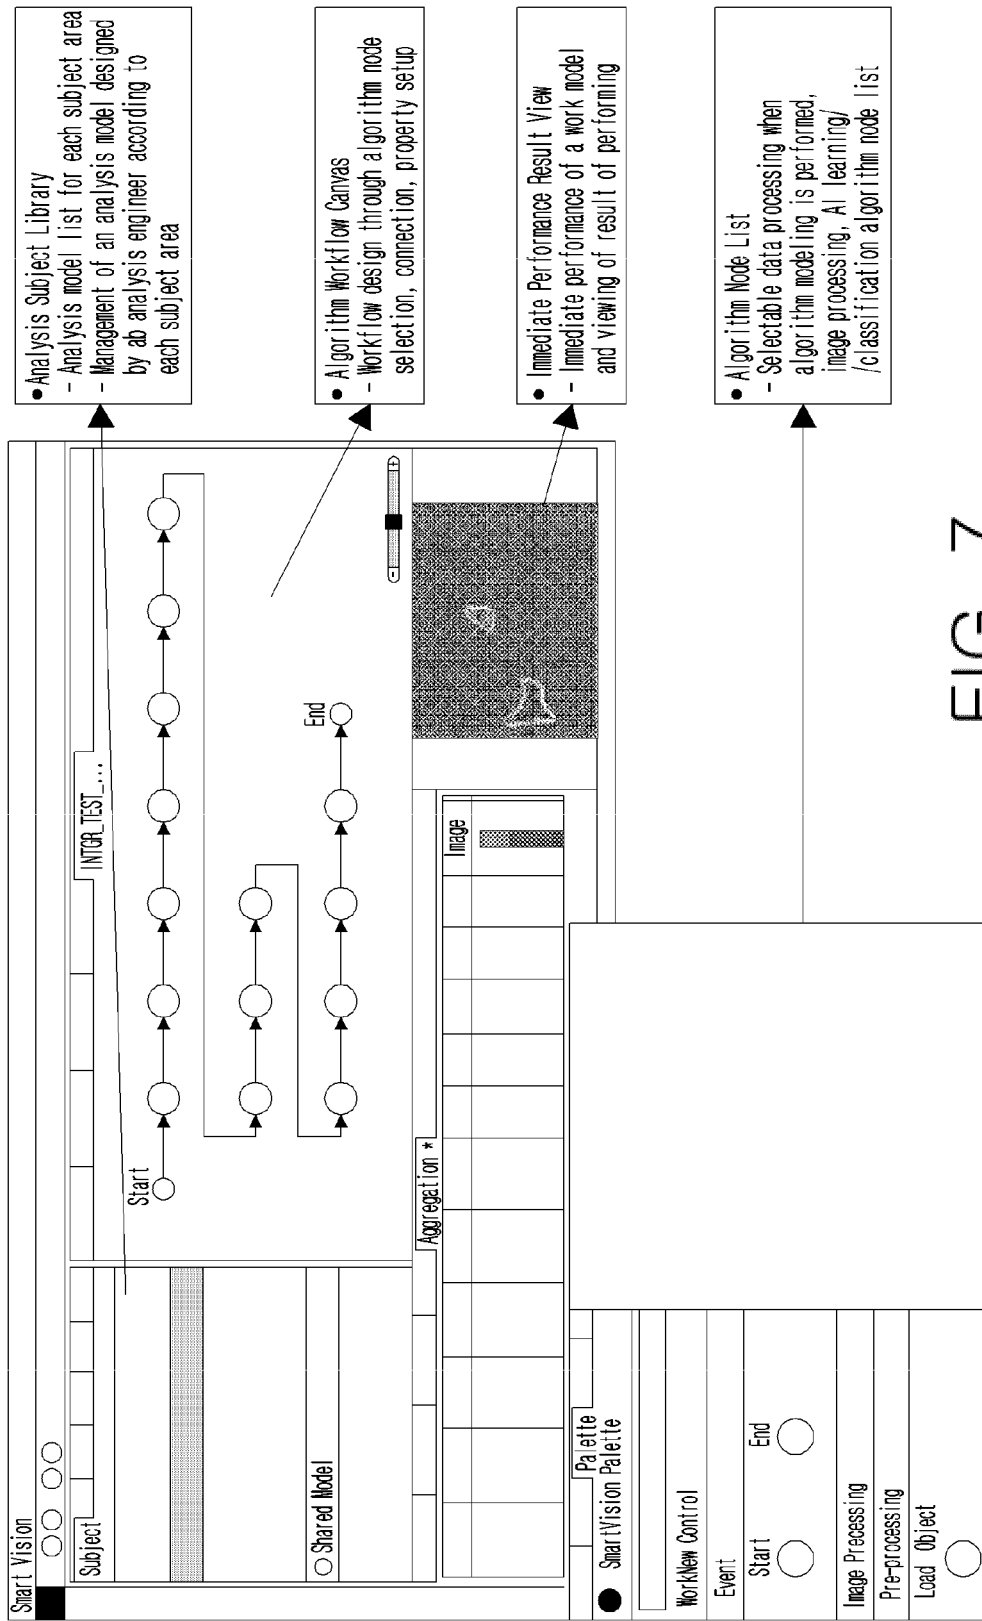 Smart Vision
Subject
INTGR_TEST_...
Start
End
Shared Model
- +
Aggregation *
Image
Palette
SmartVision Palette
WorkNew Control
Event
Start
End
Image Precessing
Pre-processing
Load Object
● Analysis Subject Library
- Analysis model list for each subject area
- Management of an analysis model designed
by ab analysis engineer according to
each subject area
● Algorithm Workflow Canvas
- Workflow design through algorithm node
selection, connection, property setup
● Immediate Performance Result View
- Immediate performance of a work model
and viewing of result of performing
● Algorithm Node List
- Selectable data processing when
algorithm modeling is performed,
image processing, AI learning/
/classification algorithm node list
FIG. 7